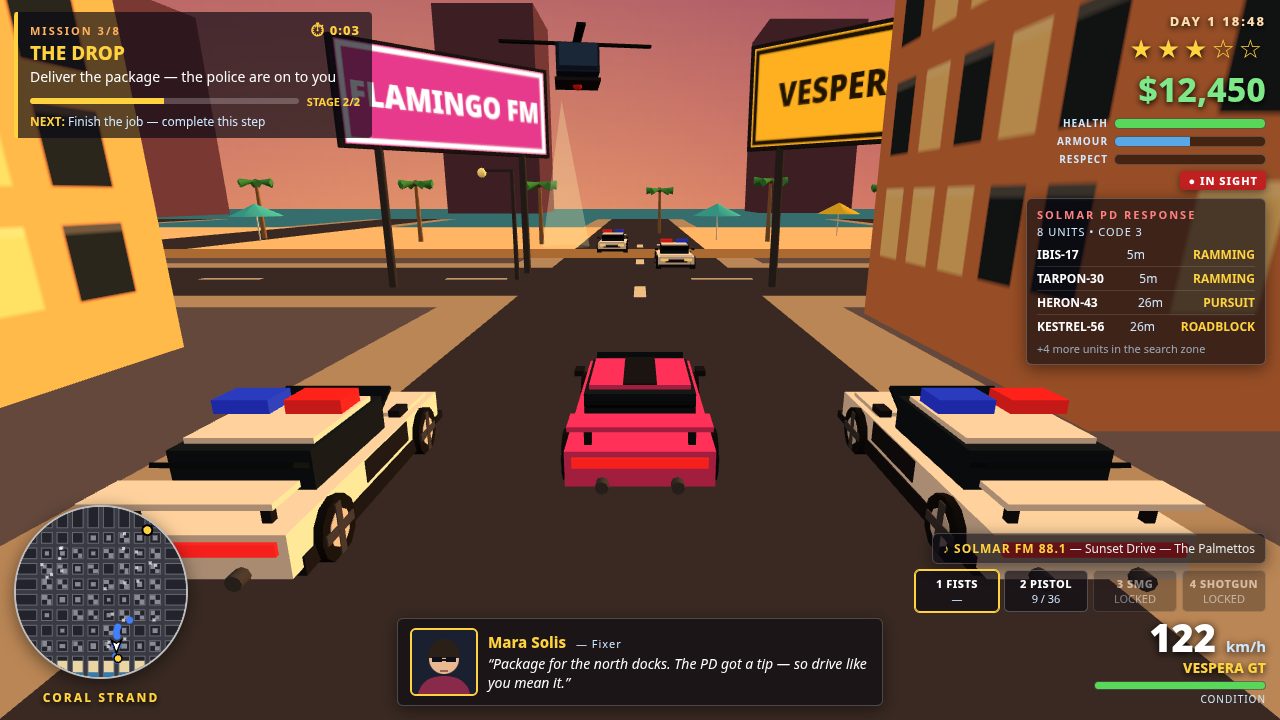 MISSION 3/8
⏱ 0:03
THE DROP
Deliver the package — the police are on to you
STAGE 2/2
NEXT: Finish the job — complete this step
FLAMINGO FM
VESPER
DAY 1 18:48
★★★☆☆
$12,450
HEALTH
ARMOUR
RESPECT
● IN SIGHT
SOLMAR PD RESPONSE
8 UNITS • CODE 3
IBIS-17 5m RAMMING
TARPON-30 5m RAMMING
HERON-43 26m PURSUIT
KESTREL-56 26m ROADBLOCK
+4 more units in the search zone
♪ SOLMAR FM 88.1 — Sunset Drive — The Palmettos
1 FISTS
—
2 PISTOL
9 / 36
3 SMG
LOCKED
4 SHOTGUN
LOCKED
122 km/h
VESPERA GT
CONDITION
CORAL STRAND
Mara Solis — Fixer
“Package for the north docks. The PD got a tip — so drive like
you mean it.”